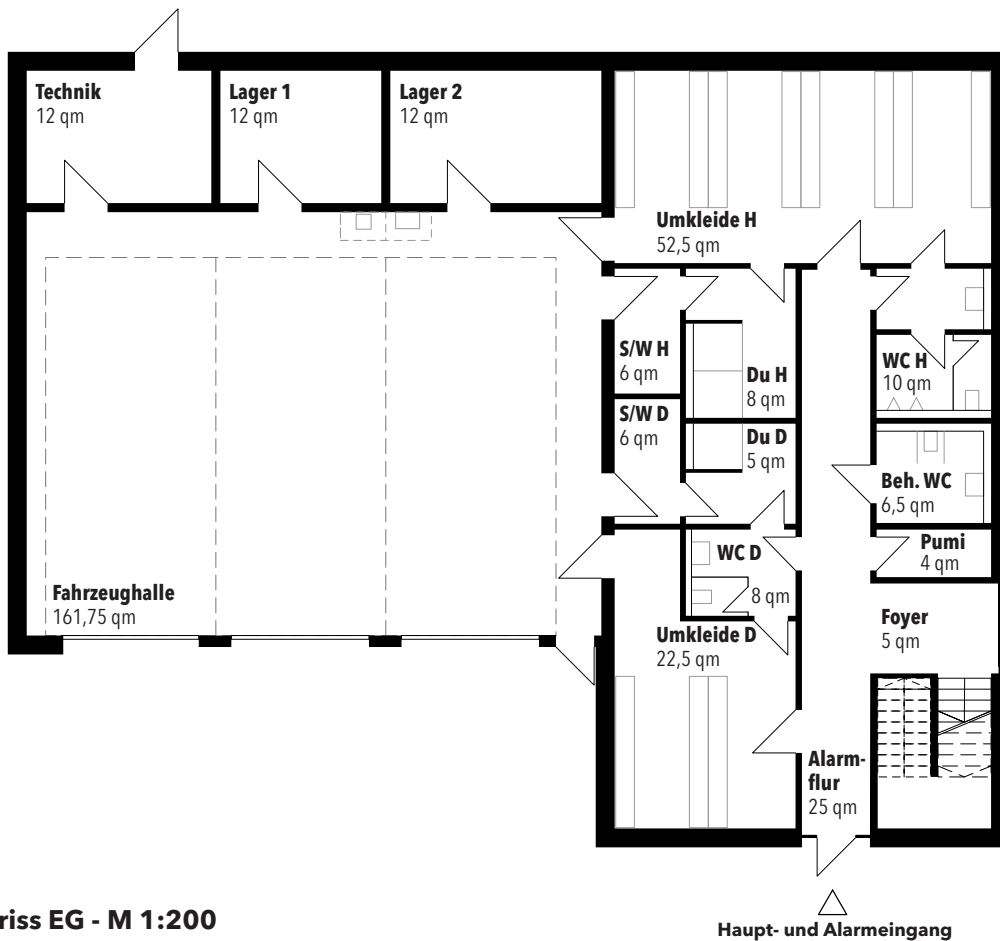 Technik
12 qm
Lager 1
12 qm
Lager 2
12 qm
Umkleide H
52,5 qm
S/W H
6 qm
Du H
8 qm
WC H
10 qm
S/W D
6 qm
Du D
5 qm
Beh. WC
6,5 qm
WC D
8 qm
Pumi
4 qm
Fahrzeughalle
161,75 qm
Umkleide D
22,5 qm
Foyer
5 qm
Alarm-
flur
25 qm
riss EG - M 1:200
Haupt- und Alarmeingang